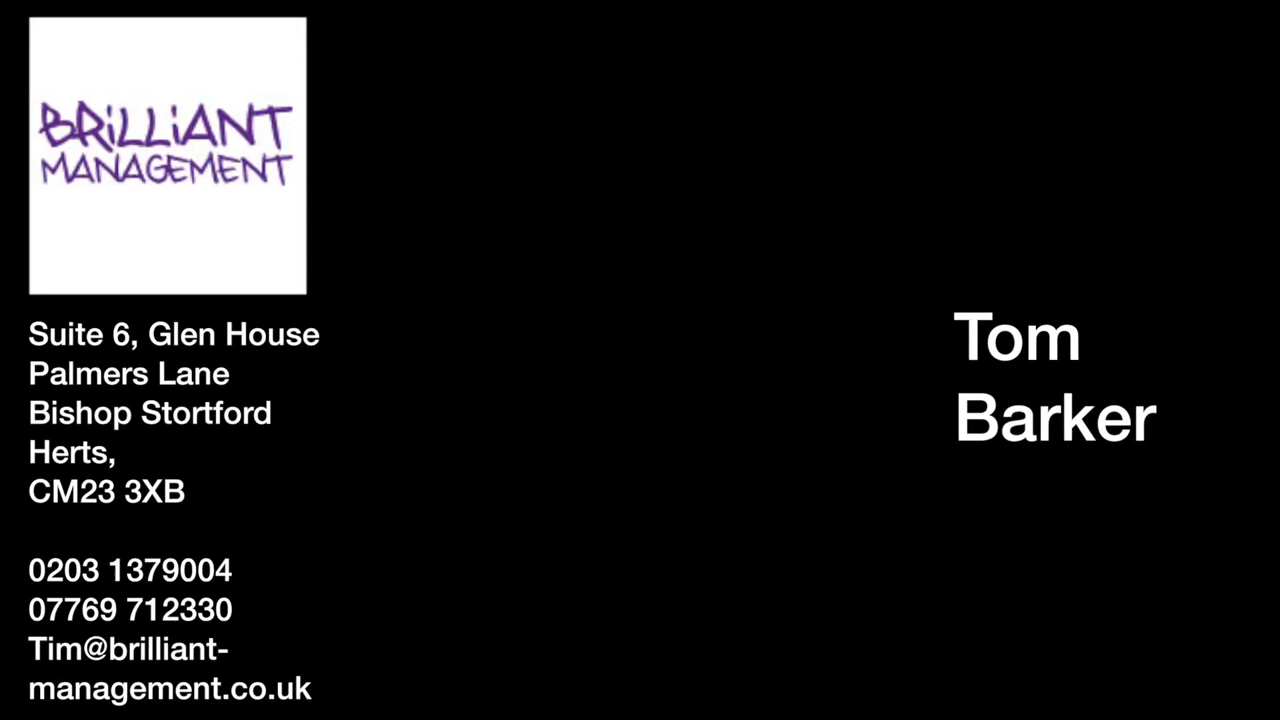 BRiLLiANT
MANAGEMENT
Suite 6, Glen House
Palmers Lane
Bishop Stortford
Herts,
CM23 3XB
0203 1379004
07769 712330
Tim@brilliant-
management.co.uk
Tom
Barker